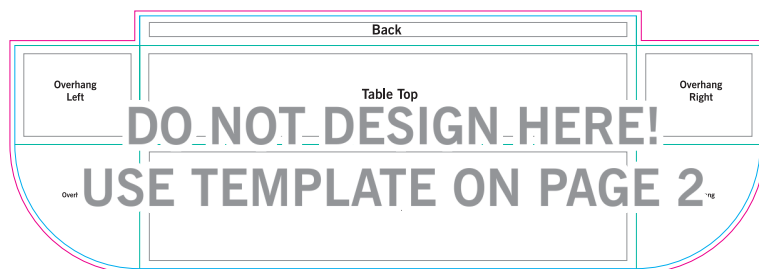 Back
Overhang
Left
Table Top
Overhang
Right
DO NOT DESIGN HERE!
USE TEMPLATE ON PAGE 2